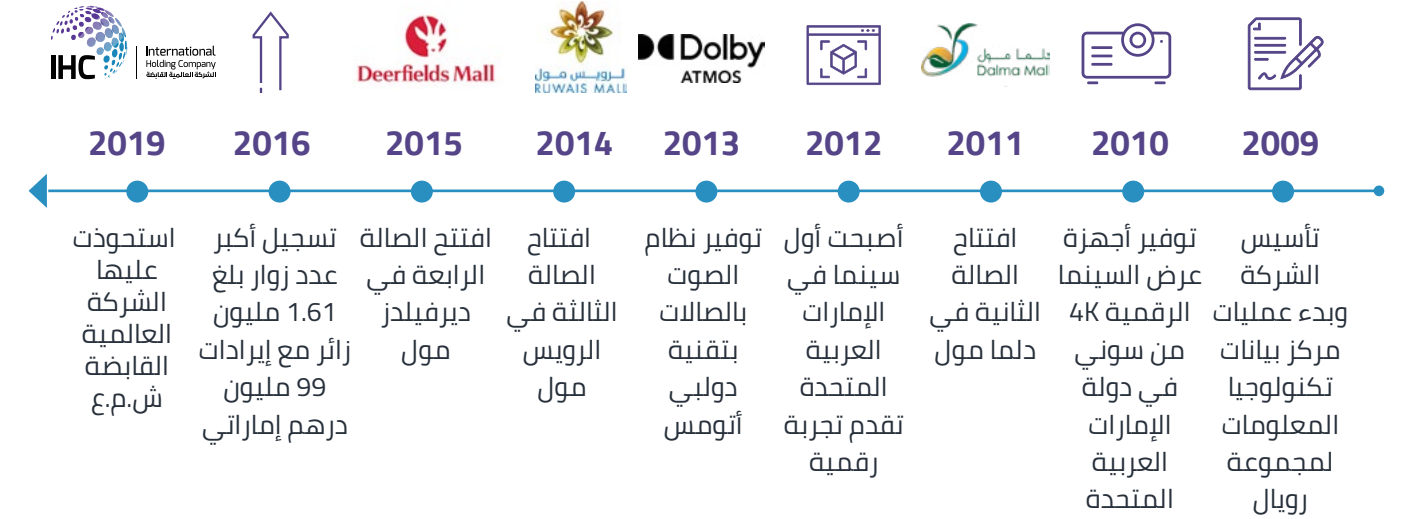 International
Holding Company
الشركة العالمية القابضة
IHC
Deerfields Mall
الرويس مول
RUWAIS MALL
Dolby
ATMOS
دلما مول
Dalma Mall
2009
تأسيس
الشركة
وبدء عمليات
مركز بيانات
تكنولوجيا
المعلومات
لمجموعة
رويال
2010
توفير أجهزة
عرض السينما
الرقمية 4K
من سوني
في دولة
الإمارات
العربية
المتحدة
2011
افتتاح
الصالة
الثانية في
دلما مول
2012
أصبحت أول
سينما في
الإمارات
العربية
المتحدة
تقدم تجربة
رقمية
2013
توفير نظام
الصوت
بالصالات
بتقنية
دولبي
أتومس
2014
افتتاح
الصالة
الثالثة في
الرويس
مول
2015
افتتح الصالة
الرابعة في
ديرفيلدز
مول
2016
تسجيل أكبر
عدد زوار بلغ
1.61 مليون
زائر مع إيرادات
99 مليون
درهم إماراتي
2019
استحوذت
عليها
الشركة
العالمية
القابضة
ش.م.ع